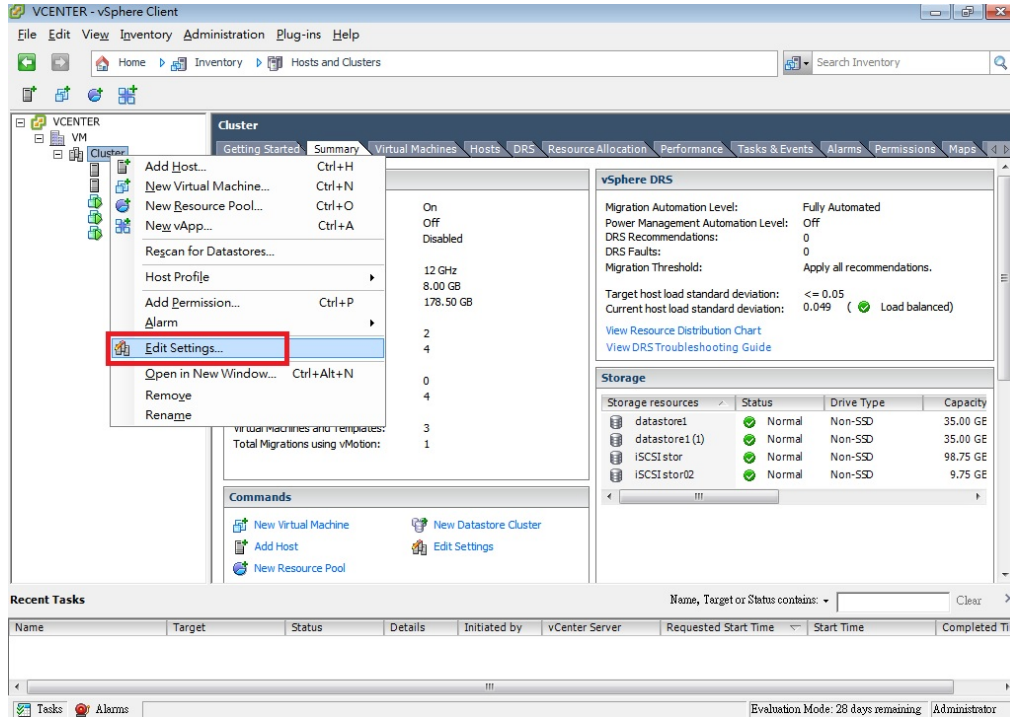 VCENTER - vSphere Client
File Edit View Inventory Administration Plug-ins Help
Home Inventory Hosts and Clusters
Search Inventory
VCENTER
VM
Cluster
Cluster
Getting Started Summary Virtual Machines Hosts DRS Resource Allocation Performance Tasks & Events Alarms Permissions Maps
Add Host... Ctrl+H
New Virtual Machine... Ctrl+N
New Resource Pool... Ctrl+O
New vApp... Ctrl+A
Rescan for Datastores...
Host Profile
Add Permission... Ctrl+P
Alarm
Edit Settings...
Open in New Window... Ctrl+Alt+N
Remove
Rename
On
Off
Disabled
12 GHz
8.00 GB
178.50 GB
2
4
0
4
Virtual Machines and Templates: 3
Total Migrations using vMotion: 1
Commands
New Virtual Machine New Datastore Cluster
Add Host Edit Settings
New Resource Pool
vSphere DRS
Migration Automation Level: Fully Automated
Power Management Automation Level: Off
DRS Recommendations: 0
DRS Faults: 0
Migration Threshold: Apply all recommendations.
Target host load standard deviation: <= 0.05
Current host load standard deviation: 0.049 ( Load balanced)
View Resource Distribution Chart
View DRS Troubleshooting Guide
Storage
Storage resources Status Drive Type Capacity
datastore1 Normal Non-SSD 35.00 GE
datastore1 (1) Normal Non-SSD 35.00 GE
iSCSI stor Normal Non-SSD 98.75 GE
iSCSI stor02 Normal Non-SSD 9.75 GE
Recent Tasks
Name, Target or Status contains: Clear
Name Target Status Details Initiated by vCenter Server Requested Start Time Start Time Completed Ti
Tasks Alarms
Evaluation Mode: 28 days remaining Administrator